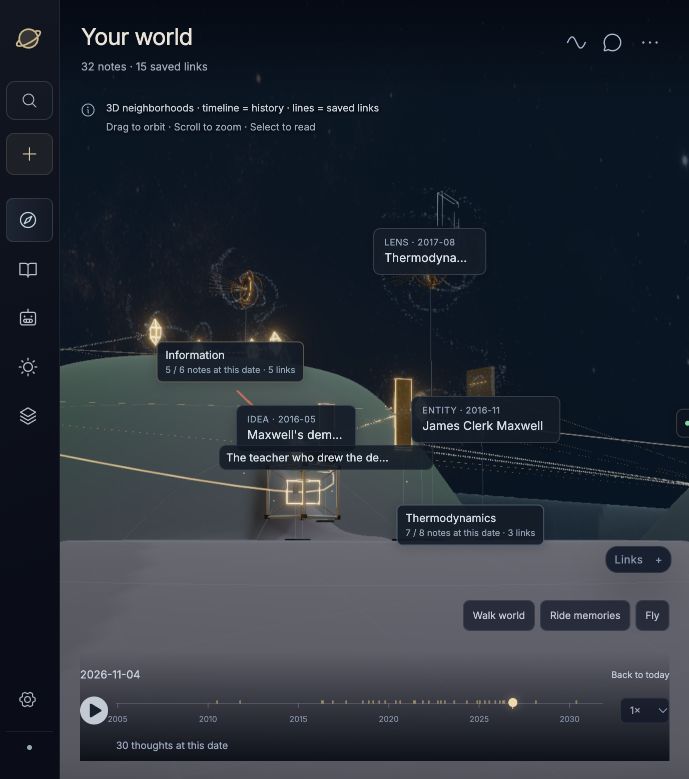 Your world
32 notes · 15 saved links
3D neighborhoods · timeline = history · lines = saved links
Drag to orbit · Scroll to zoom · Select to read
LENS · 2017-08
Thermodyna...
Information
5 / 6 notes at this date · 5 links
IDEA · 2016-05
Maxwell's dem...
ENTITY · 2016-11
James Clerk Maxwell
The teacher who drew the de...
Thermodynamics
7 / 8 notes at this date · 3 links
Links +
Walk world
Ride memories
Fly
2026-11-04
Back to today
2005 2010 2015 2020 2025 2030
1×
30 thoughts at this date